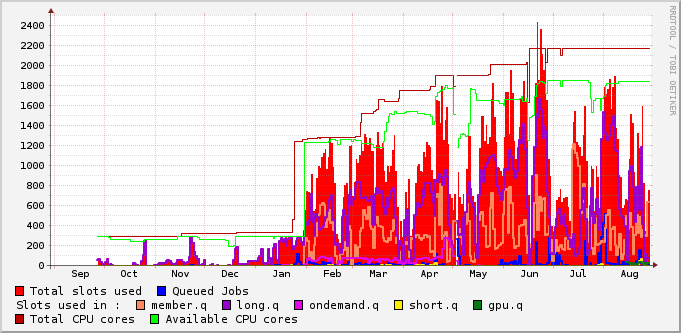 RRDTOOL / TOBI OETIKER
2400
2200
2000
1800
1600
1400
1200
1000
800
600
400
200
0
Sep Oct Nov Dec Jan Feb Mar Apr May Jun Jul Aug
Total slots used Queued Jobs
Slots used in : member.q long.q ondemand.q short.q gpu.q
Total CPU cores Available CPU cores